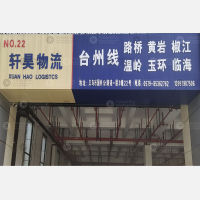 NO.22
轩昊物流
XUAN HAO LOGISTICS
台州线
路桥 黄岩 椒江
温岭 玉环 临海